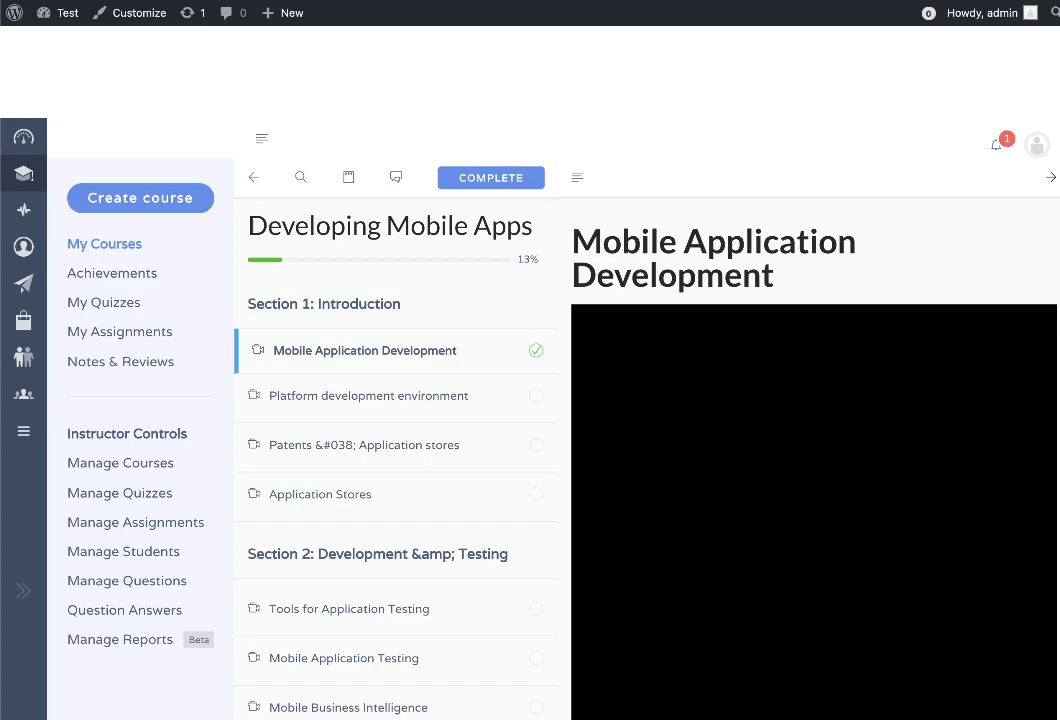 Test
Customize
1
0
New
0
Howdy, admin
1
Create course
My Courses
Achievements
My Quizzes
My Assignments
Notes & Reviews
Instructor Controls
Manage Courses
Manage Quizzes
Manage Assignments
Manage Students
Manage Questions
Question Answers
Manage Reports Beta
COMPLETE
Developing Mobile Apps
13%
Section 1: Introduction
Mobile Application Development
Platform development environment
Patents &#038; Application stores
Application Stores
Section 2: Development &amp; Testing
Tools for Application Testing
Mobile Application Testing
Mobile Business Intelligence
Mobile Application
Development